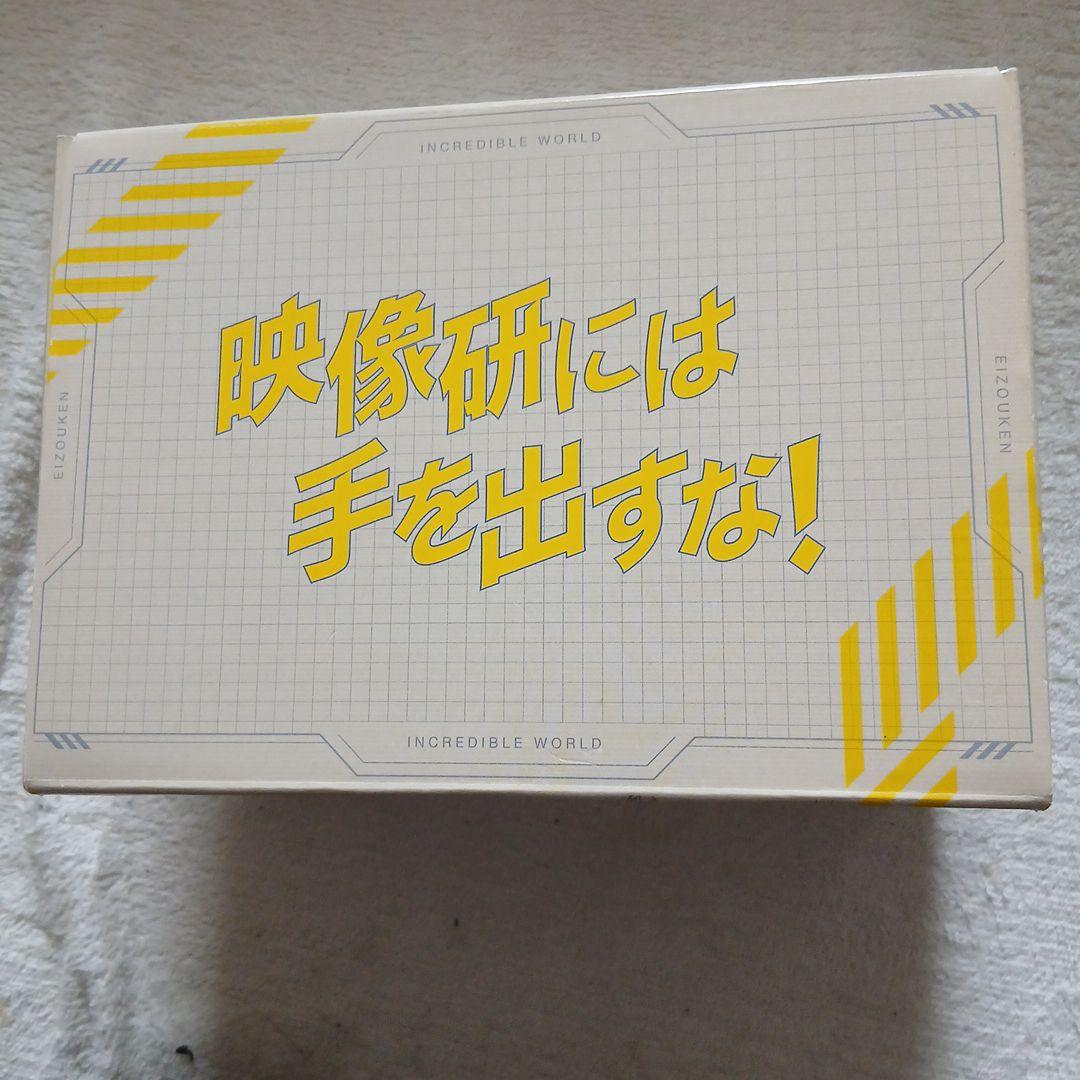 INCREDIBLE WORLD
映像研には
手を出すな!
EIZOUKEN
EIZOUKEN
INCREDIBLE WORLD